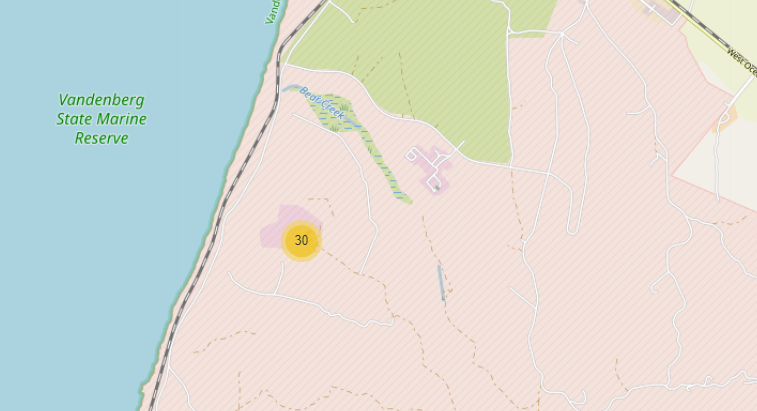 Vand
Vandenberg
State Marine
Reserve
Bear Creek
West Oce
30